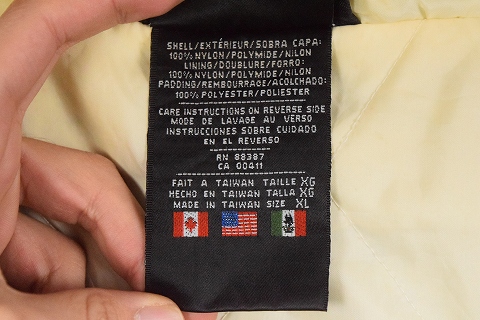 SHELL/EXTÉRIEUR/SOBRA CAPA:
100% NYLON/POLYMIDE/NILON
LINING/DOUBLURE/FORRO:
100% NYLON/POLYMIDE/NILON
PADDING/REMBOURRAGE/ACOLCHADO:
100% POLYESTER/POLIESTER
CARE INSTRUCTIONS ON REVERSE SIDE
MODE DE LAVAGE AU VERSO
INSTRUCCIONES SOBRE CUIDADO
EN EL REVERSO
RN 88387
CA 00411
FAIT A TAIWAN TAILLE XG
HECHO EN TAIWAN TALLA XG
MADE IN TAIWAN SIZE XL